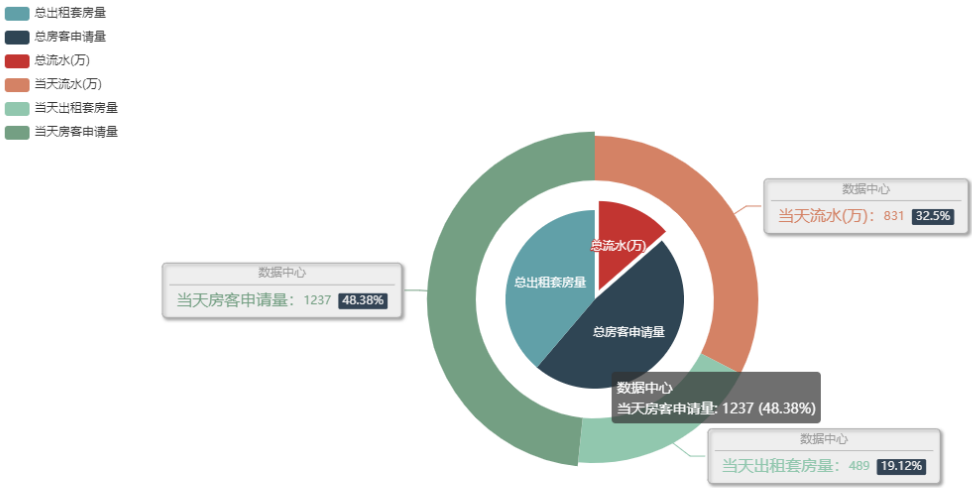 总出租套房量
总房客申请量
总流水(万)
当天流水(万)
当天出租套房量
当天房客申请量
数据中心
当天流水(万)：831 32.5%
总流水(万)
数据中心
当天房客申请量：1237 48.38%
总出租套房量
总房客申请量
数据中心
当天房客申请量: 1237 (48.38%)
数据中心
当天出租套房量：489 19.12%